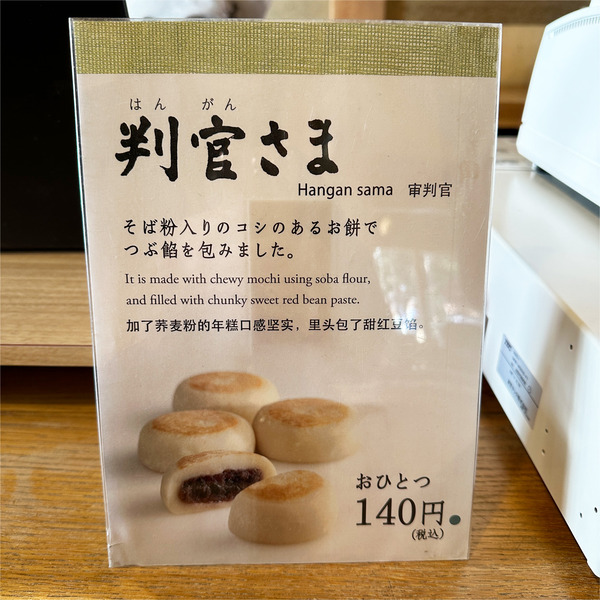 はん がん
判官さま
Hangan sama 审判官
そば粉入りのコシのあるお餅で
つぶ餡を包みました。
It is made with chewy mochi using soba flour,
and filled with chunky sweet red bean paste.
加了荞麦粉的年糕口感坚实，里头包了甜红豆馅。
おひとつ
140円
(税込)